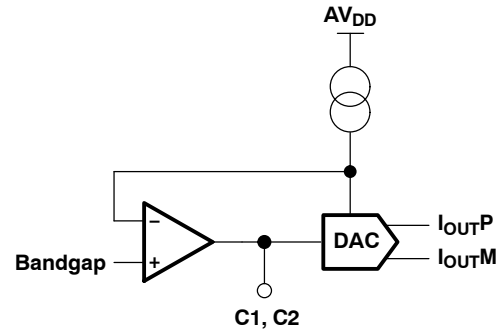 AVDD
−
+
Bandgap
DAC
IOUTP
IOUTM
C1, C2